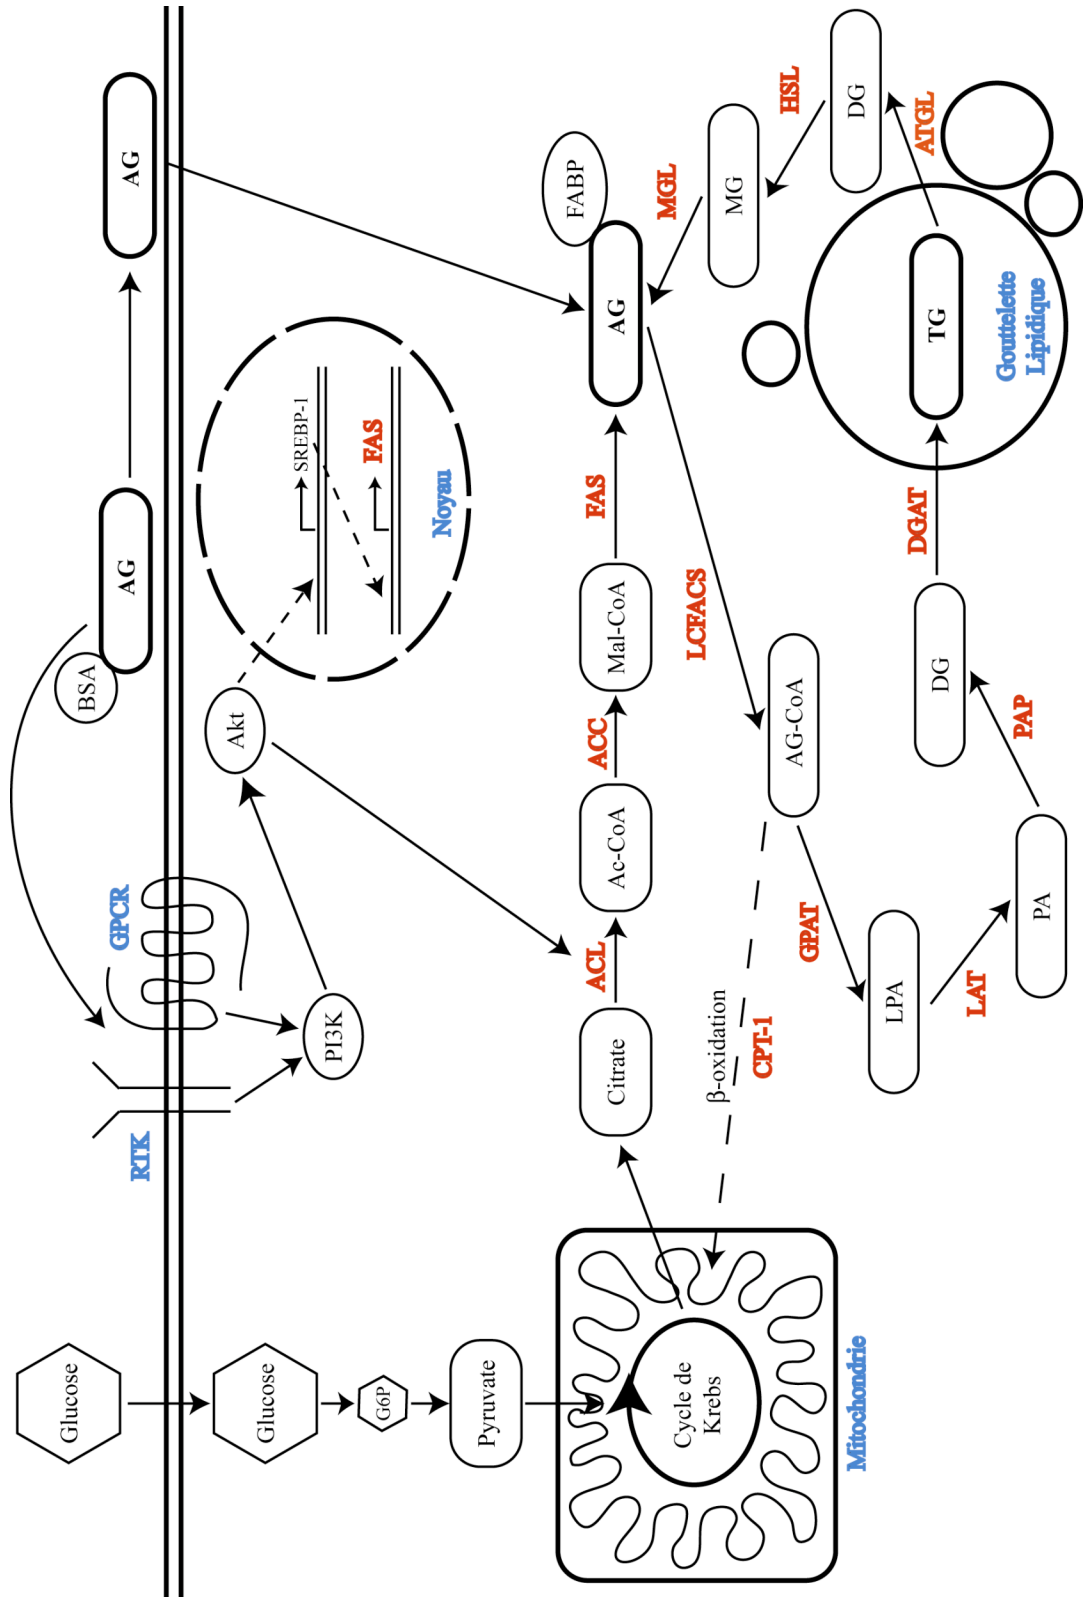 Glucose
RTK
GPCR
BSA
AG
AG
Glucose
PI3K
Akt
SREBP-1
FAS
Noyau
G6P
Pyruvate
Cycle de
Krebs
Mitochondrie
Citrate
ACL
Ac-CoA
ACC
Mal-CoA
FAS
AG
FABP
β-oxidation
CPT-1
LCFACS
AG-CoA
MGL
MG
HSL
DG
ATGL
GPAT
LPA
LAT
PA
PAP
DG
DGAT
TG
Gouttelette
Lipidique